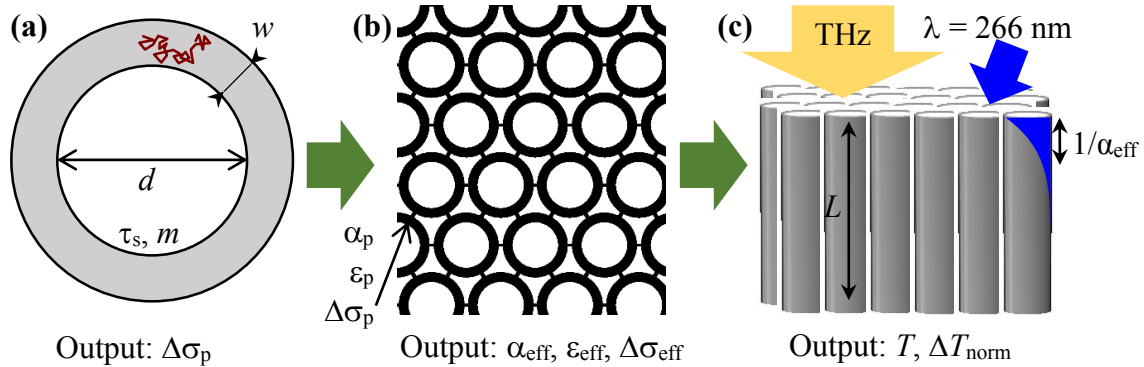 (a)
w
d
τs, m
Output: Δσp
(b)
αp
εp
Δσp
Output: αeff, εeff, Δσeff
(c)
THz
λ = 266 nm
1/αeff
L
Output: T, ΔTnorm